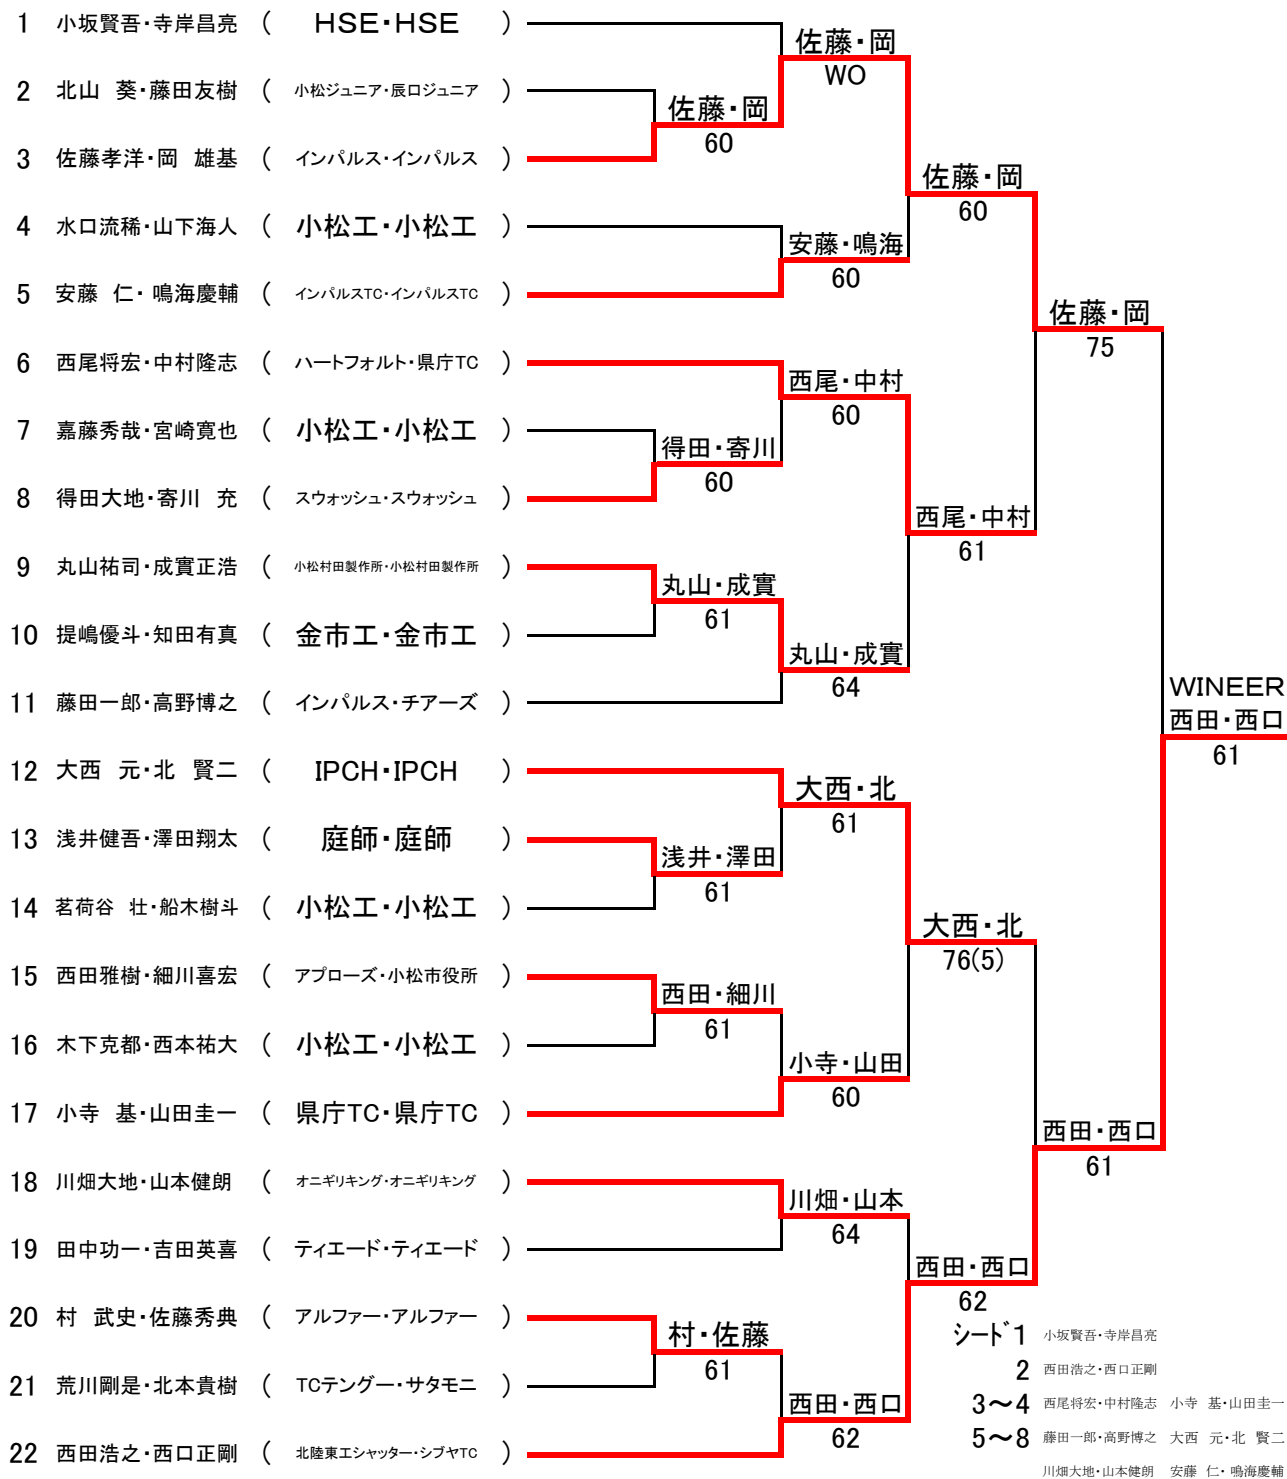 1 小坂賢吾・寺岸昌亮 ( HSE・HSE )
2 北山 葵・藤田友樹 ( 小松ジュニア・辰口ジュニア )
3 佐藤孝洋・岡 雄基 ( インパルス・インパルス )
4 水口流稀・山下海人 ( 小松工・小松工 )
5 安藤 仁・鳴海慶輔 ( インパルスTC・インパルスTC )
6 西尾将宏・中村隆志 ( ハートフォルト・県庁TC )
7 嘉藤秀哉・宮崎寛也 ( 小松工・小松工 )
8 得田大地・寄川 充 ( スウォッシュ・スウォッシュ )
9 丸山祐司・成實正浩 ( 小松村田製作所・小松村田製作所 )
10 提嶋優斗・知田有真 ( 金市工・金市工 )
11 藤田一郎・高野博之 ( インパルス・チアーズ )
12 大西 元・北 賢二 ( IPCH・IPCH )
13 浅井健吾・澤田翔太 ( 庭師・庭師 )
14 茗荷谷 壮・船木樹斗 ( 小松工・小松工 )
15 西田雅樹・細川喜宏 ( アプローズ・小松市役所 )
16 木下克都・西本祐大 ( 小松工・小松工 )
17 小寺 基・山田圭一 ( 県庁TC・県庁TC )
18 川畑大地・山本健朗 ( オニギリキング・オニギリキング )
19 田中功一・吉田英喜 ( ティエード・ティエード )
20 村 武史・佐藤秀典 ( アルファー・アルファー )
21 荒川剛是・北本貴樹 ( TCテングー・サタモニ )
22 西田浩之・西口正剛 ( 北陸東工シャッター・シブヤTC )
佐藤・岡
60
得田・寄川
60
丸山・成實
61
浅井・澤田
61
西田・細川
61
村・佐藤
61
佐藤・岡
WO
安藤・鳴海
60
西尾・中村
60
丸山・成實
64
大西・北
61
小寺・山田
60
川畑・山本
64
西田・西口
62
佐藤・岡
60
西尾・中村
61
大西・北
76(5)
西田・西口
62
佐藤・岡
75
西田・西口
61
WINEER
西田・西口
61
シード1 小坂賢吾・寺岸昌亮
2 西田浩之・西口正剛
3〜4 西尾将宏・中村隆志 小寺 基・山田圭一
5〜8 藤田一郎・高野博之 大西 元・北 賢二
川畑大地・山本健朗 安藤 仁・鳴海慶輔